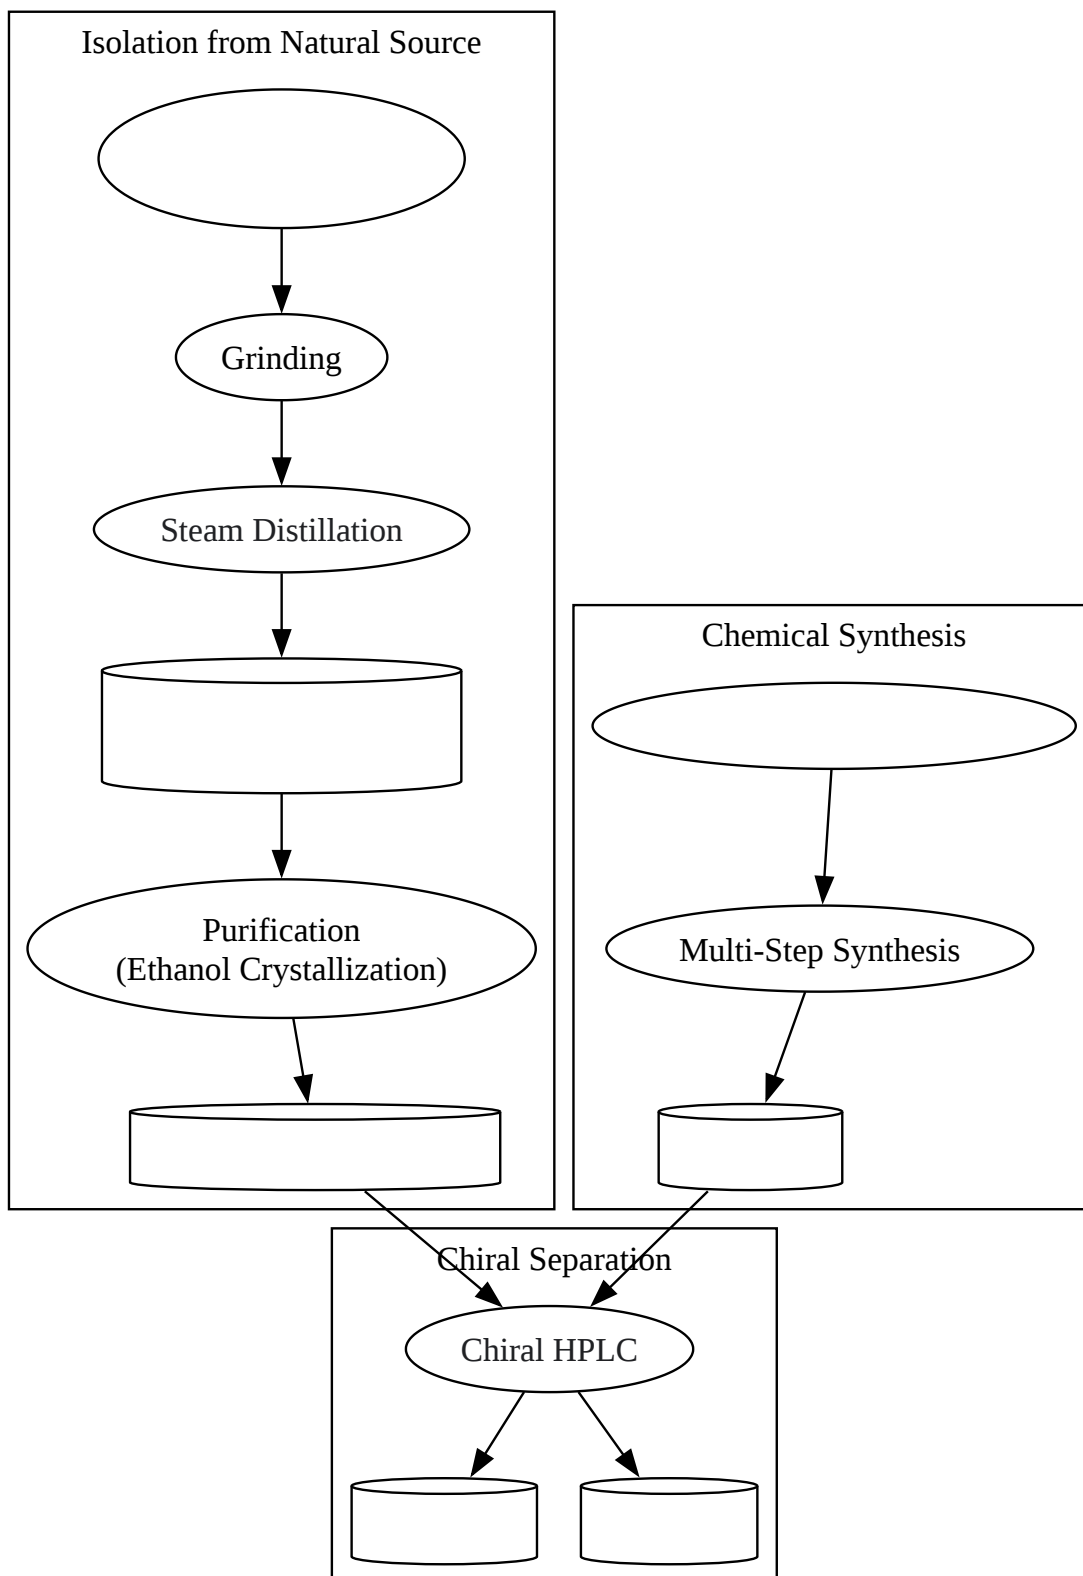 Isolation from Natural Source
Grinding
Steam Distillation
Purification
(Ethanol Crystallization)
Chemical Synthesis
Multi-Step Synthesis
Chiral Separation
Chiral HPLC